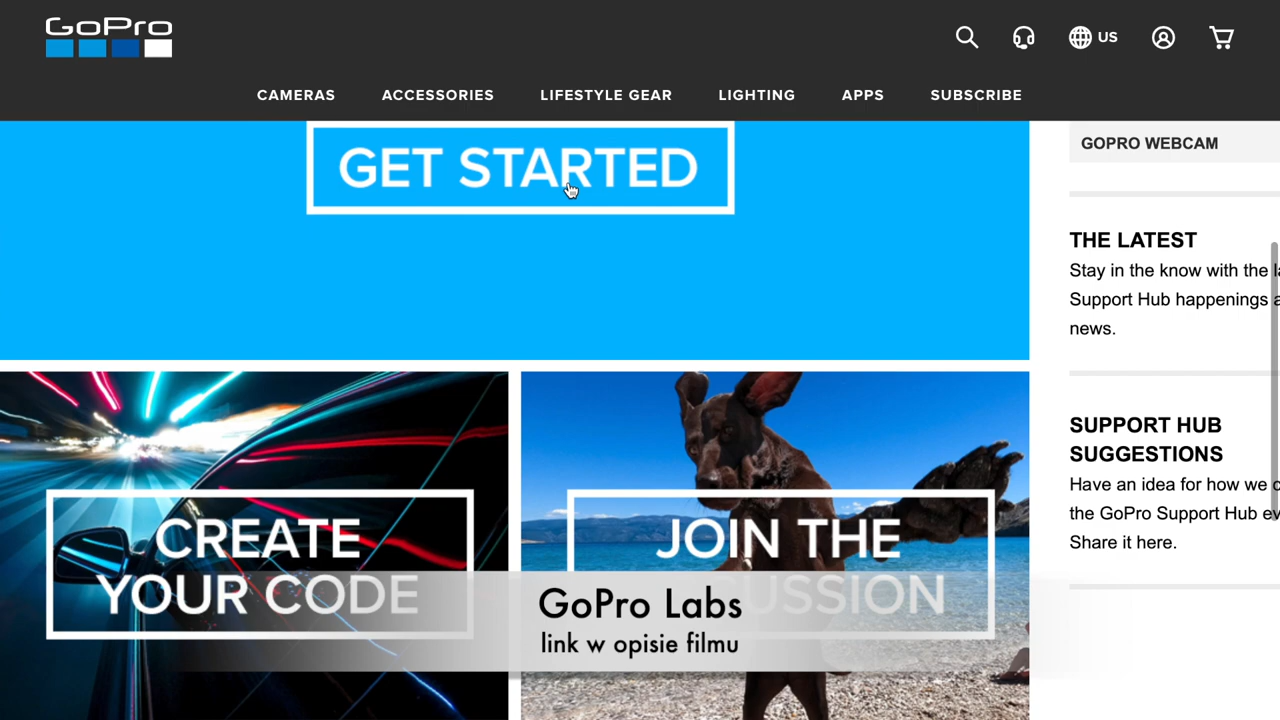 GoPro
US
CAMERAS
ACCESSORIES
LIFESTYLE GEAR
LIGHTING
APPS
SUBSCRIBE
GET STARTED
GOPRO WEBCAM
THE LATEST
Stay in the know with the
Support Hub happenings
news.
SUPPORT HUB
SUGGESTIONS
Have an idea for how we
the GoPro Support Hub
Share it here.
CREATE
YOUR CODE
JOIN THE
USSION
GoPro Labs
link w opisie filmu